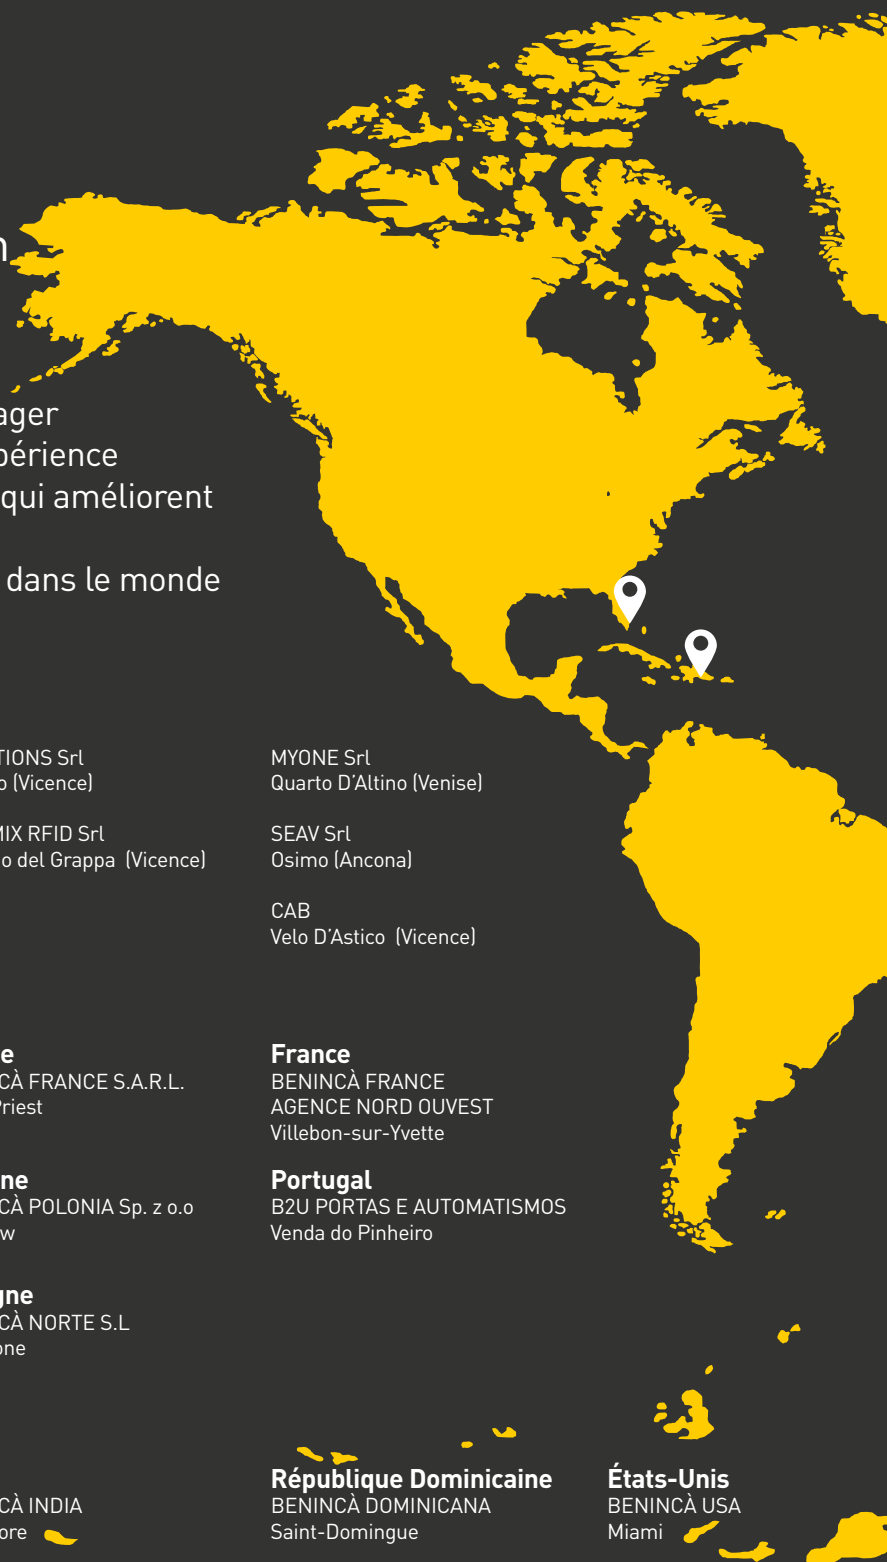 n
ager
périence
qui améliorent
dans le monde
TIONS Srl
o (Vicence)
MIX RFID Srl
o del Grappa (Vicence)
MYONE Srl
Quarto D'Altino (Venise)
SEAV Srl
Osimo (Ancona)
CAB
Velo D'Astico (Vicence)
e
CÀ FRANCE S.A.R.L.
Priest
France
BENINCÀ FRANCE
AGENCE NORD OUVEST
Villebon-sur-Yvette
ne
CÀ POLONIA Sp. z o.o
w
Portugal
B2U PORTAS E AUTOMATISMOS
Venda do Pinheiro
gne
CÀ NORTE S.L
one
CÀ INDIA
ore
République Dominicaine
BENINCÀ DOMINICANA
Saint-Domingue
États-Unis
BENINCÀ USA
Miami